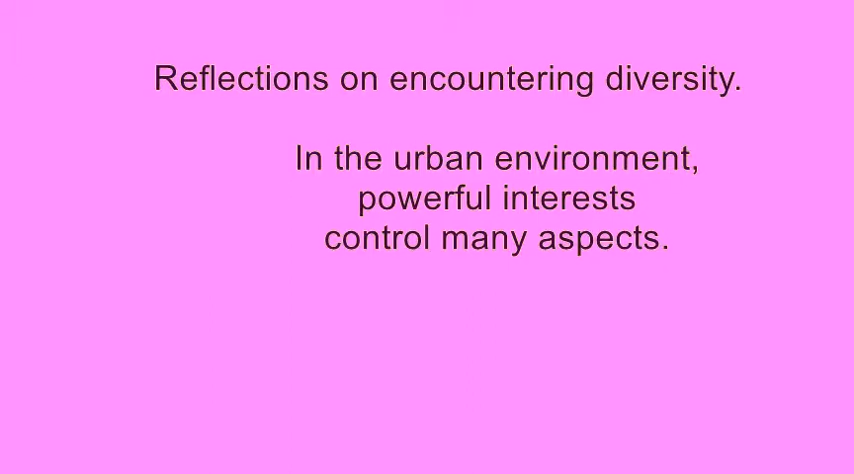 Reflections on encountering diversity.
In the urban environment,
powerful interests
control many aspects.